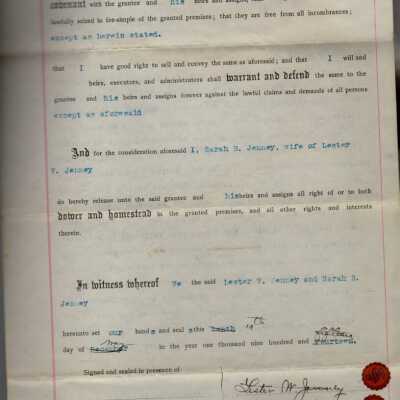 covenant with the grantee and his heirs and assigns,
lawfully seized in fee-simple of the granted premises; that they are free from all incumbrances;
except as herein stated.
that I have good right to sell and convey the same as aforesaid; and that I will and
heirs, executors, and administrators shall warrant and defend the same to the
grantee and his heirs and assigns forever against the lawful claims and demands of all persons
except as aforesaid
And for the consideration aforesaid I, Sarah B. Jenney, wife of Lester
W. Jenney
do hereby release unto the said grantee and his heirs and assigns all right of or to both
dower and homestead in the granted premises, and all other rights and interests
therein.
In witness whereof We the said Lester W. Jenney and Sarah B.
Jenney
hereunto set our hands and seal s this 19th
day of May in the year one thousand nine hundred and fourteen.
Signed and sealed in presence of
Lester W. Jenney